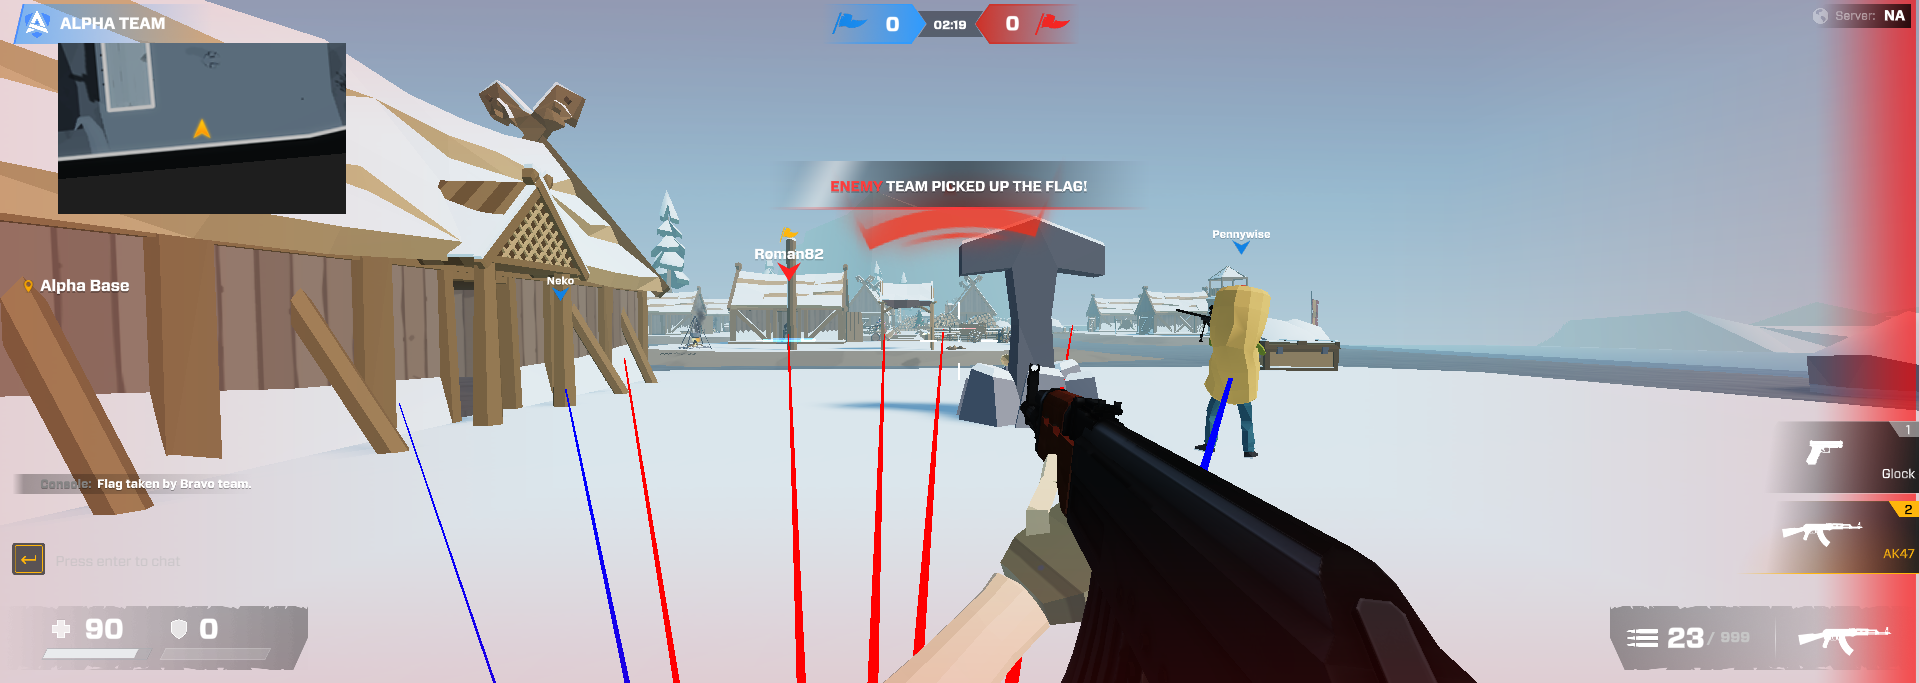 ALPHA TEAM
0
02:19
0
Server: NA
ENEMY TEAM PICKED UP THE FLAG!
Pennywise
Roman82
Neko
Alpha Base
1
Glock
Console: Flag taken by Bravo team.
2
AK47
Press enter to chat
90
0
23 / 999